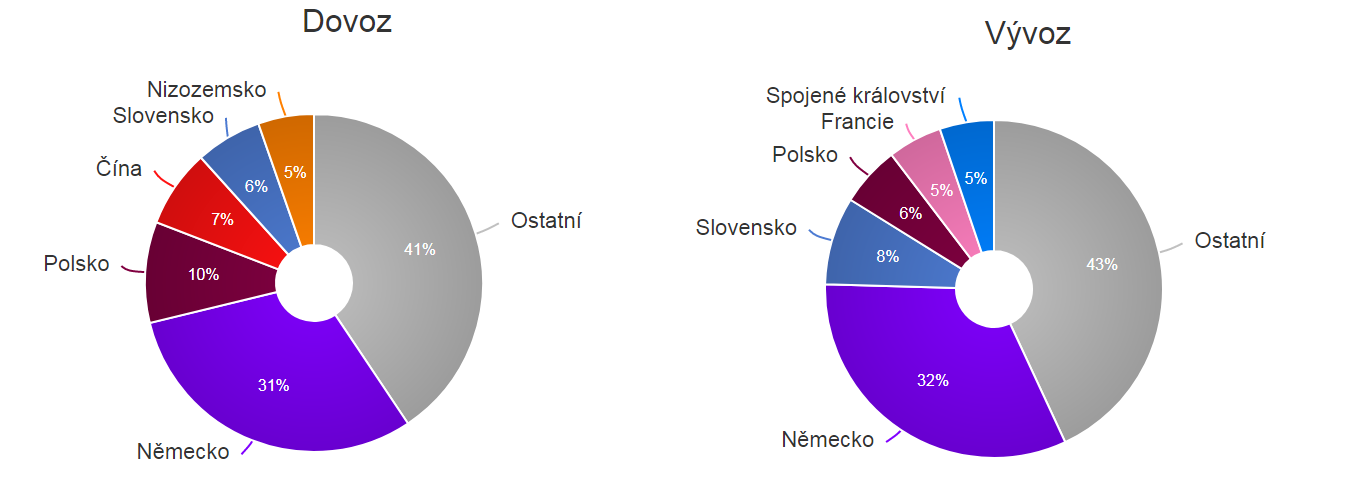 Dovoz
Nizozemsko
Slovensko
Čína
Polsko
Německo
Ostatní
5%
6%
7%
10%
31%
41%
Vývoz
Spojené království
Francie
Polsko
Slovensko
Německo
Ostatní
5%
5%
6%
8%
32%
43%